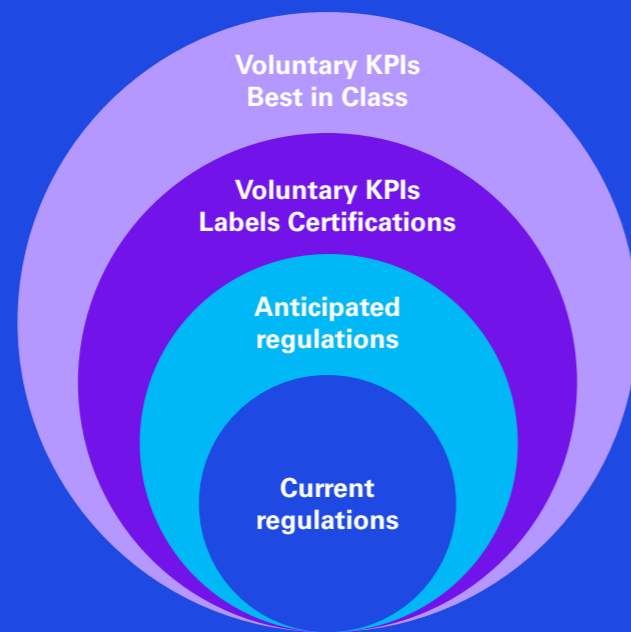 Voluntary KPIs
Best in Class
Voluntary KPIs
Labels Certifications
Anticipated
regulations
Current
regulations